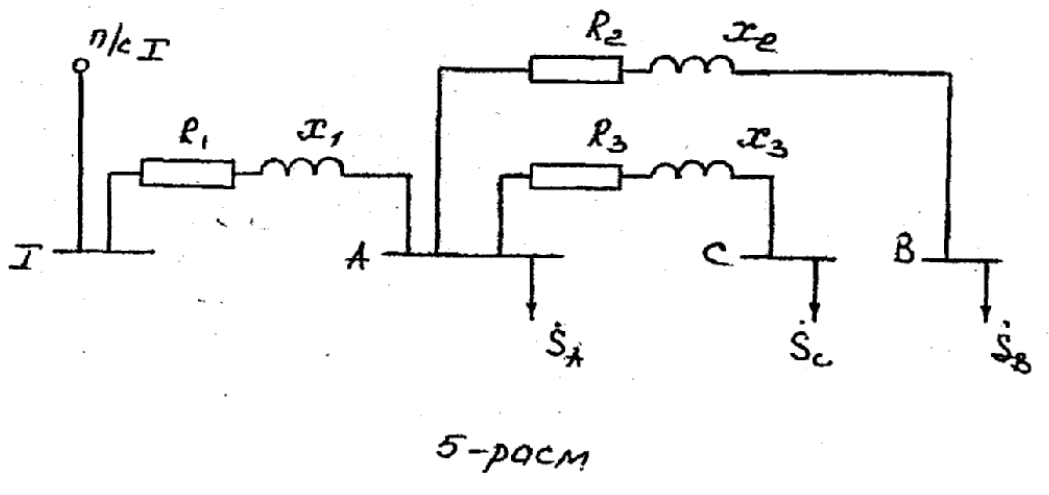 п/с I
R₂ x₂
R₁ x₁
R₃ x₃
I
A
C
B
Ṡ_A
Ṡ_C
Ṡ_B
5-расм